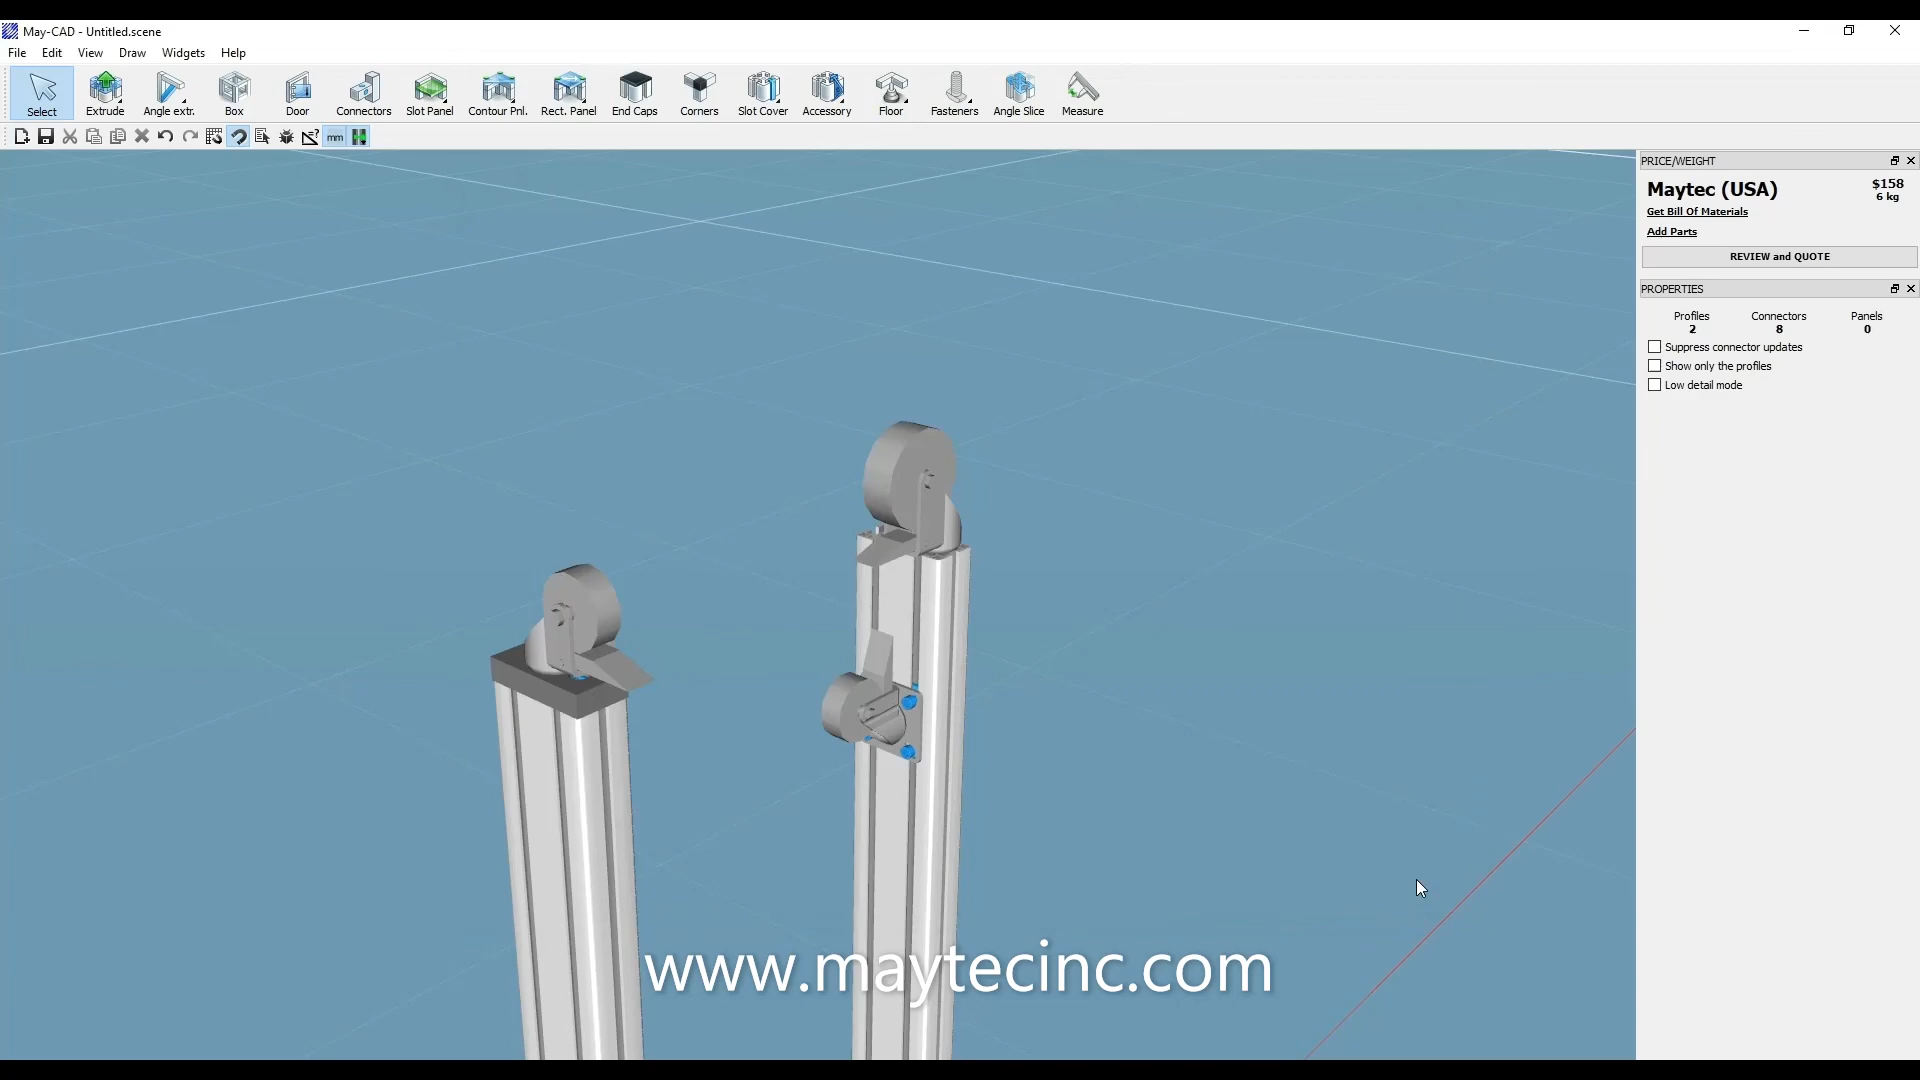 May-CAD - Untitled.scene
File Edit View Draw Widgets Help
Select Extrude Angle extr. Box Door Connectors Slot Panel Contour Pnl. Rect. Panel End Caps Corners Slot Cover Accessory Floor Fasteners Angle Slice Measure
mm
PRICE/WEIGHT
Maytec (USA) $158
6 kg
Get Bill Of Materials
Add Parts
REVIEW and QUOTE
PROPERTIES
Profiles Connectors Panels
2 8 0
Suppress connector updates
Show only the profiles
Low detail mode
www.maytecinc.com